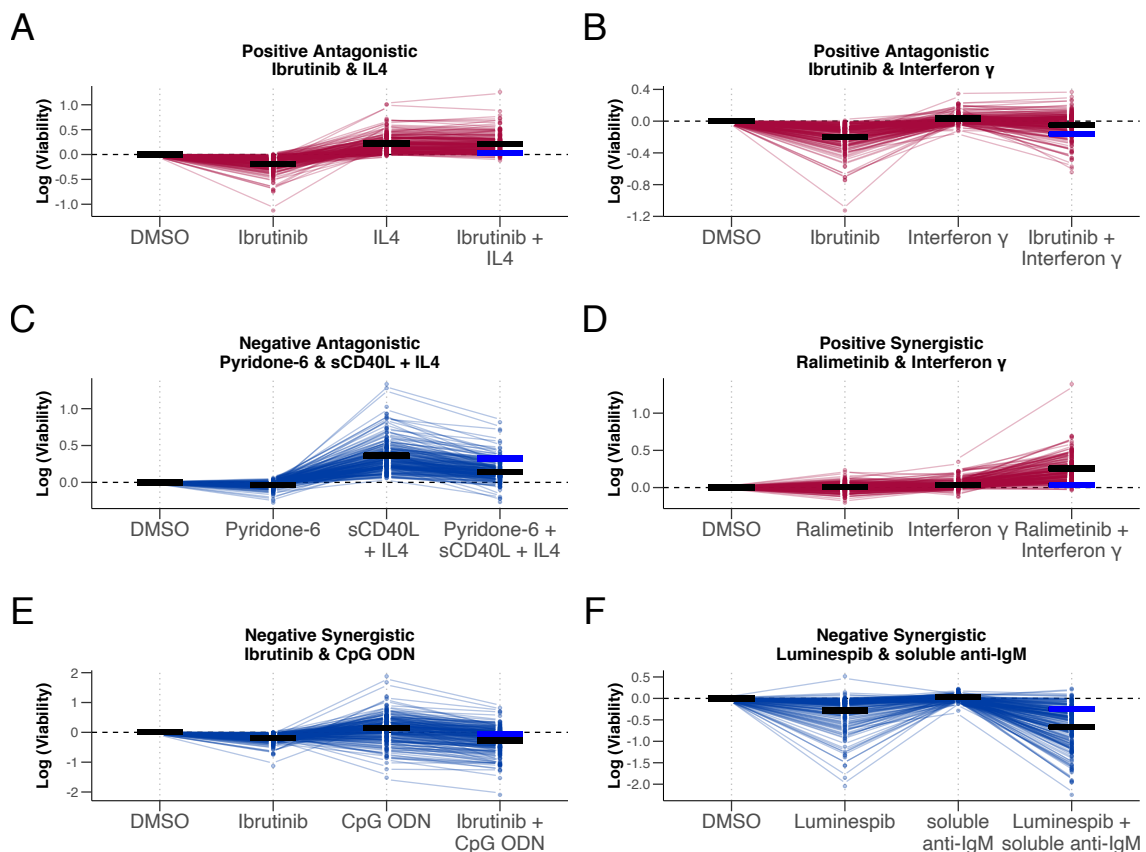 A
Positive Antagonistic
Ibrutinib & IL4
Log (Viability)
1.0
0.5
0.0
-0.5
-1.0
DMSO
Ibrutinib
IL4
Ibrutinib +
IL4
B
Positive Antagonistic
Ibrutinib & Interferon γ
Log (Viability)
0.4
0.0
-0.4
-0.8
-1.2
DMSO
Ibrutinib
Interferon γ
Ibrutinib +
Interferon γ
C
Negative Antagonistic
Pyridone-6 & sCD40L + IL4
Log (Viability)
1.0
0.5
0.0
DMSO
Pyridone-6
sCD40L
+ IL4
Pyridone-6 +
sCD40L + IL4
D
Positive Synergistic
Ralimetinib & Interferon γ
Log (Viability)
1.0
0.5
0.0
DMSO
Ralimetinib
Interferon γ
Ralimetinib +
Interferon γ
E
Negative Synergistic
Ibrutinib & CpG ODN
Log (Viability)
2
1
0
-1
-2
DMSO
Ibrutinib
CpG ODN
Ibrutinib +
CpG ODN
F
Negative Synergistic
Luminespib & soluble anti-IgM
Log (Viability)
0.5
0.0
-0.5
-1.0
-1.5
-2.0
DMSO
Luminespib
soluble
anti-IgM
Luminespib +
soluble anti-IgM